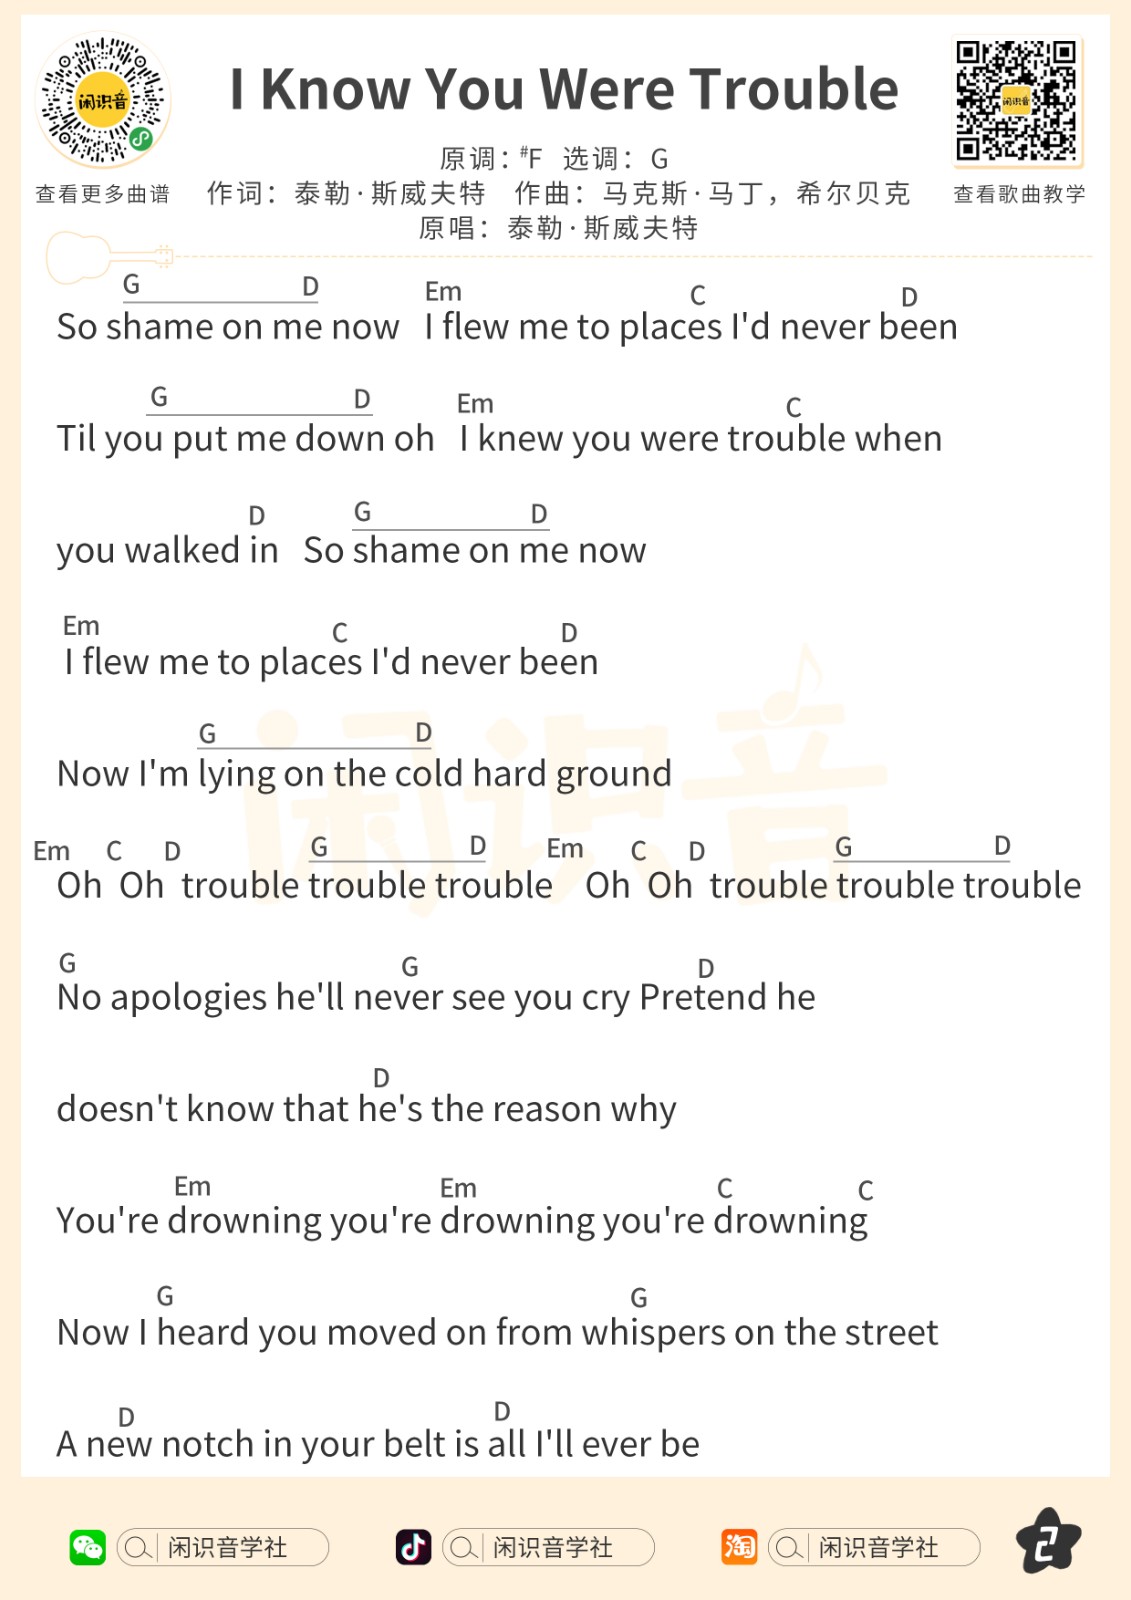 闲识音
查看更多曲谱
I Know You Were Trouble
原调：#F 选调：G
作词：泰勒·斯威夫特 作曲：马克斯·马丁，希尔贝克
原唱：泰勒·斯威夫特
闲识音
查看歌曲教学
G D Em C D
So shame on me now I flew me to places I'd never been
G D Em C
Til you put me down oh I knew you were trouble when
D G D
you walked in So shame on me now
Em C D
I flew me to places I'd never been
G D
Now I'm lying on the cold hard ground
闲识音
Em C D G D Em C D G D
Oh Oh trouble trouble trouble Oh Oh trouble trouble trouble
G G D
No apologies he'll never see you cry Pretend he
D
doesn't know that he's the reason why
Em Em C C
You're drowning you're drowning you're drowning
G G
Now I heard you moved on from whispers on the street
D D
A new notch in your belt is all I'll ever be
闲识音学社 闲识音学社 淘 闲识音学社 2